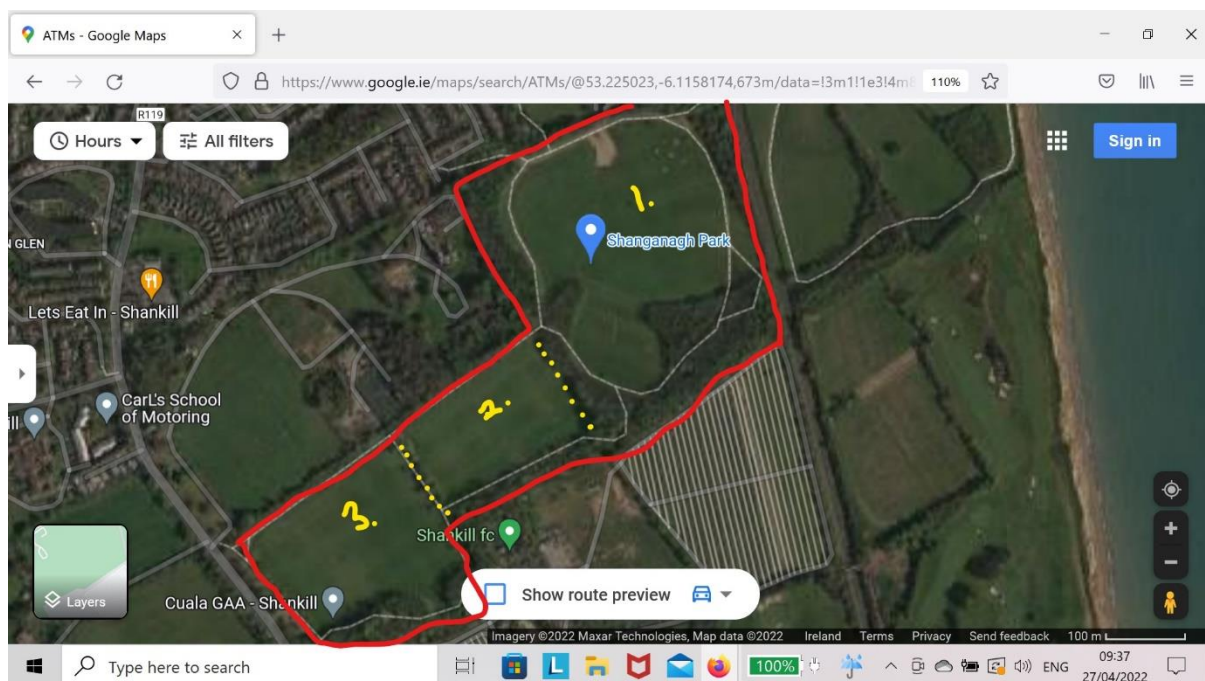 ATMs - Google Maps
https://www.google.ie/maps/search/ATMs/@53.225023,-6.1158174,673m/data=!3m1!1e3!4m8
110%
R119
Hours
All filters
Sign in
1.
Shanganagh Park
N GLEN
Lets Eat In - Shankill
CarL's School
of Motoring
ill
2.
3.
Shankill fc
Cuala GAA - Shankill
Layers
Show route preview
Imagery ©2022 Maxar Technologies, Map data ©2022 Ireland Terms Privacy Send feedback 100 m
Type here to search
L
100%
ENG
09:37
27/04/2022